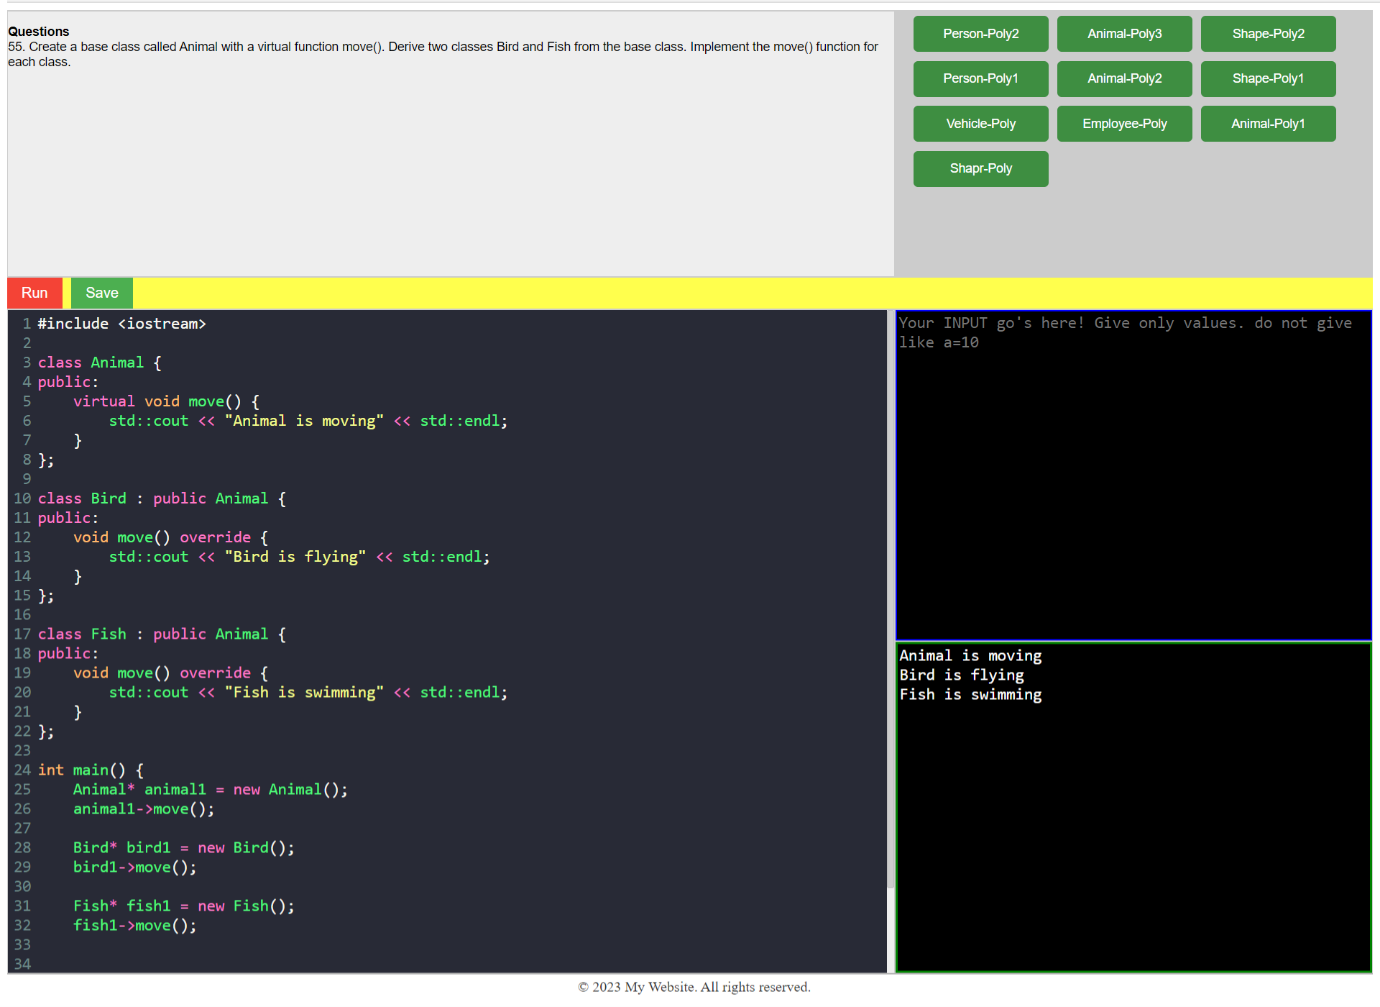 Questions
55. Create a base class called Animal with a virtual function move(). Derive two classes Bird and Fish from the base class. Implement the move() function for
each class.
Person-Poly2 Animal-Poly3 Shape-Poly2
Person-Poly1 Animal-Poly2 Shape-Poly1
Vehicle-Poly Employee-Poly Animal-Poly1
Shapr-Poly
Run Save
1 #include <iostream>
2
3 class Animal {
4 public:
5     virtual void move() {
6         std::cout << "Animal is moving" << std::endl;
7     }
8 };
9
10 class Bird : public Animal {
11 public:
12     void move() override {
13         std::cout << "Bird is flying" << std::endl;
14     }
15 };
16
17 class Fish : public Animal {
18 public:
19     void move() override {
20         std::cout << "Fish is swimming" << std::endl;
21     }
22 };
23
24 int main() {
25     Animal* animal1 = new Animal();
26     animal1->move();
27
28     Bird* bird1 = new Bird();
29     bird1->move();
30
31     Fish* fish1 = new Fish();
32     fish1->move();
33
34
Your INPUT go's here! Give only values. do not give
like a=10
Animal is moving
Bird is flying
Fish is swimming
© 2023 My Website. All rights reserved.